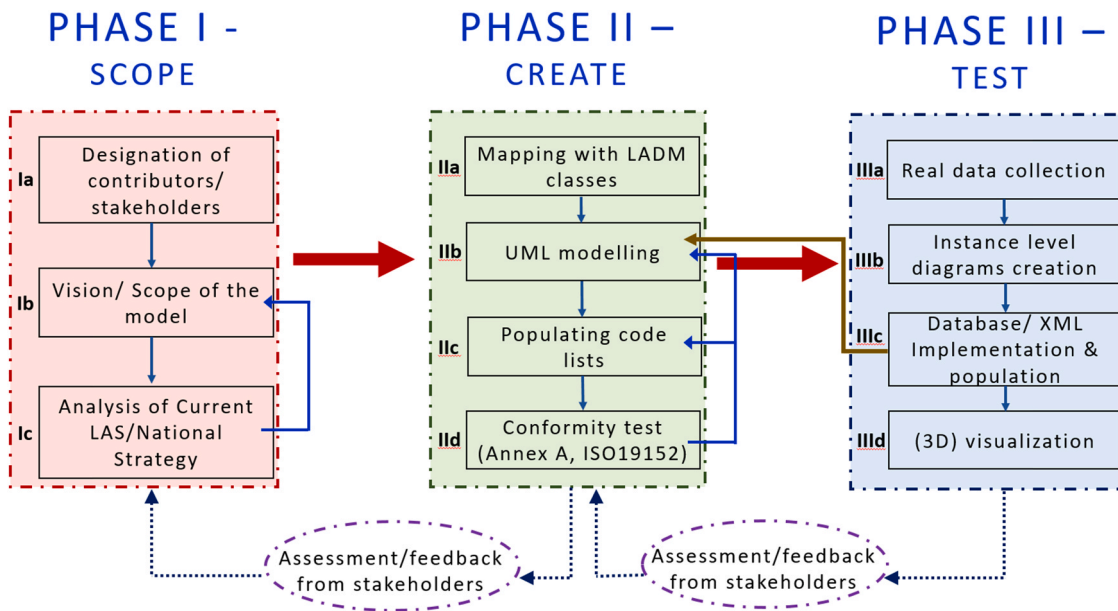 PHASE I -
SCOPE
Ia
Designation of
contributors/
stakeholders
Ib
Vision/ Scope of the
model
Ic
Analysis of Current
LAS/National
Strategy
PHASE II –
CREATE
IIa
Mapping with LADM
classes
IIb
UML modelling
IIc
Populating code
lists
IId
Conformity test
(Annex A, ISO19152)
PHASE III –
TEST
IIIa
Real data collection
IIIb
Instance level
diagrams creation
IIIc
Database/ XML
Implementation &
population
IIId
(3D) visualization
Assessment/feedback
from stakeholders
Assessment/feedback
from stakeholders